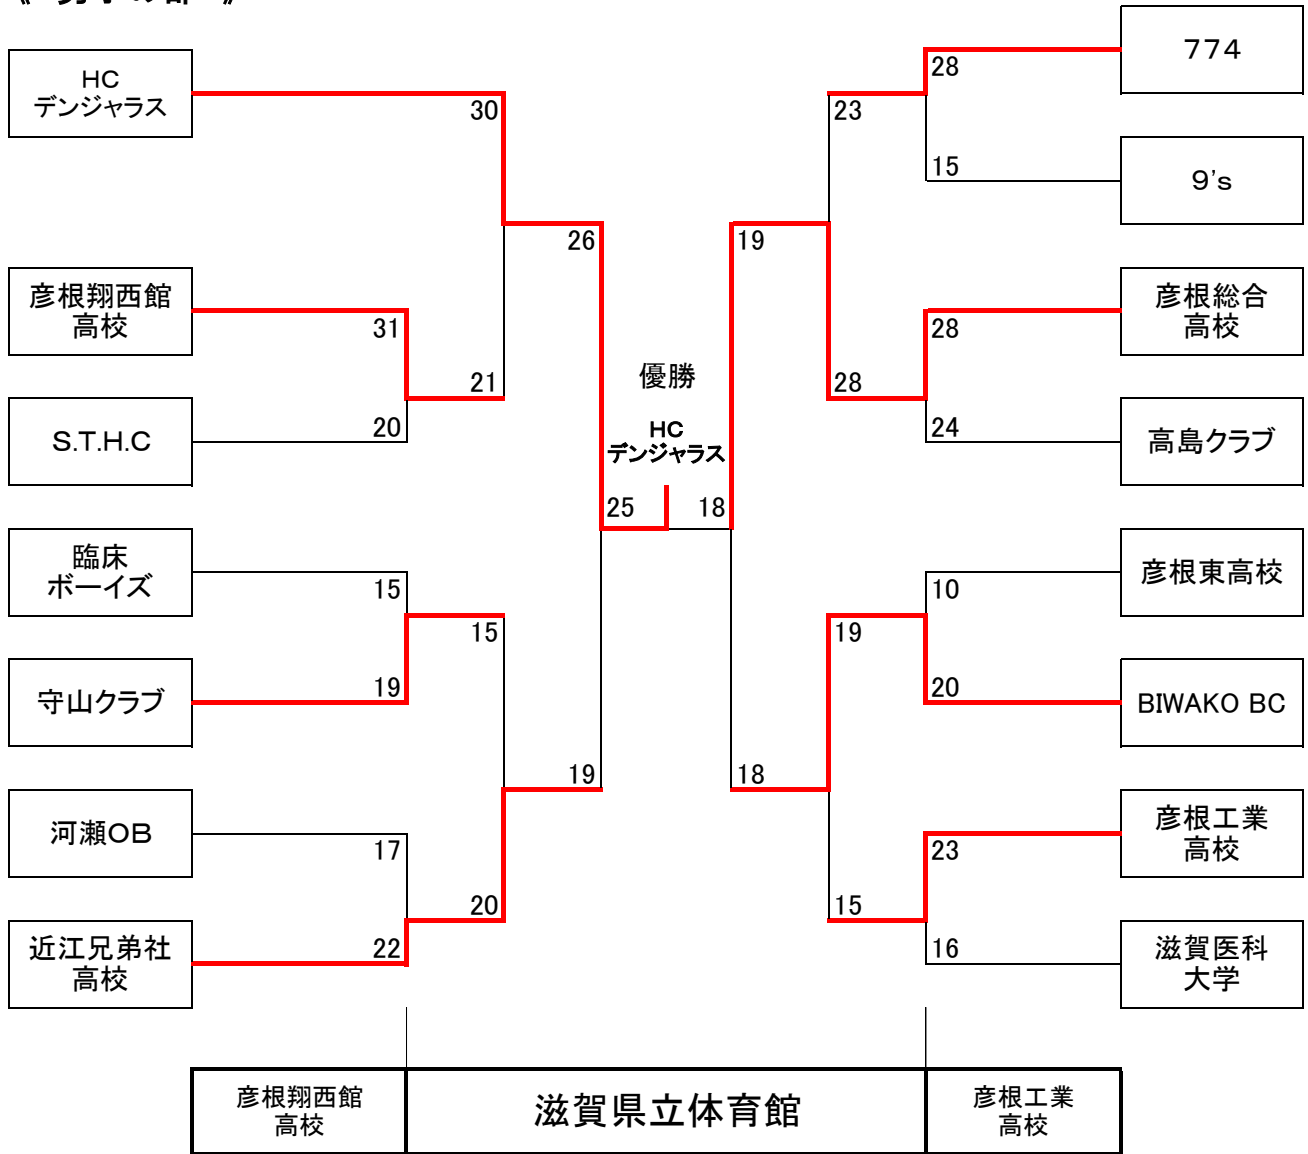 HC
デンジャラス
30
彦根翔西館
高校
31
21
S.T.H.C
20
26
臨床
ボーイズ
15
15
守山クラブ
19
19
河瀬OB
17
20
近江兄弟社
高校
22
優勝
HC
デンジャラス
25
18
774
28
23
15
9's
19
彦根総合
高校
28
28
24
高島クラブ
彦根東高校
10
19
20
BIWAKO BC
18
彦根工業
高校
23
15
16
滋賀医科
大学
彦根翔西館
高校
滋賀県立体育館
彦根工業
高校